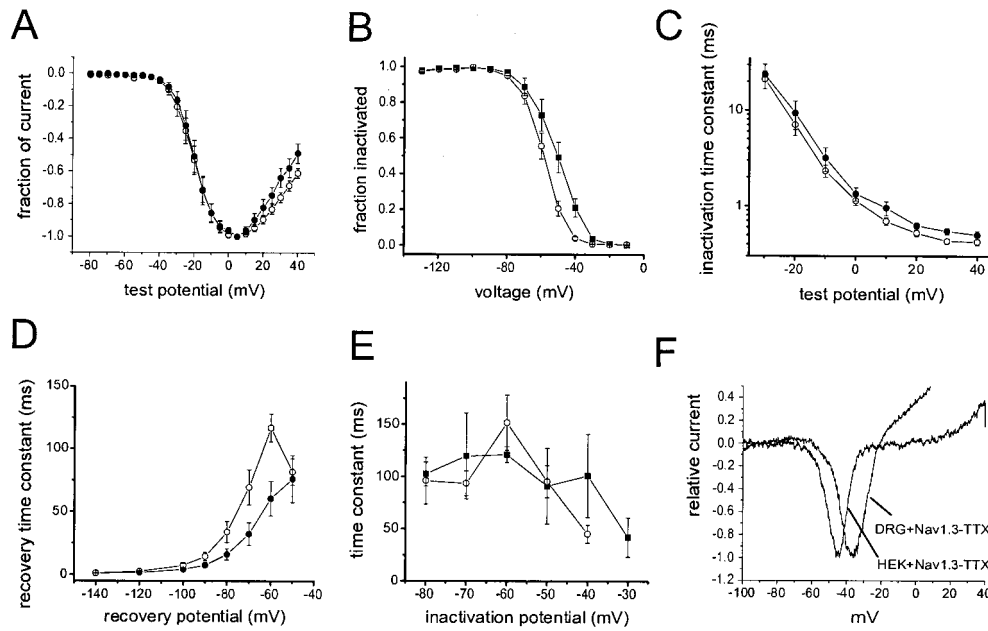 A
fraction of current
0.0
-0.2
-0.4
-0.6
-0.8
-1.0
-80 -60 -40 -20 0 20 40
test potential (mV)
B
fraction inactivated
1.0
0.8
0.6
0.4
0.2
0.0
-120 -80 -40 0
voltage (mV)
C
inactivation time constant (ms)
10
1
-20 0 20 40
test potential (mV)
D
recovery time constant (ms)
150
100
50
0
-140 -120 -100 -80 -60 -40
recovery potential (mV)
E
time constant (ms)
150
100
50
0
-80 -70 -60 -50 -40 -30
inactivation potential (mV)
F
relative current
0.4
0.2
0.0
-0.2
-0.4
-0.6
-0.8
-1.0
-1.2
DRG+Nav1.3-TTX
HEK+Nav1.3-TTX
-100 -80 -60 -40 -20 0 20 40
mV